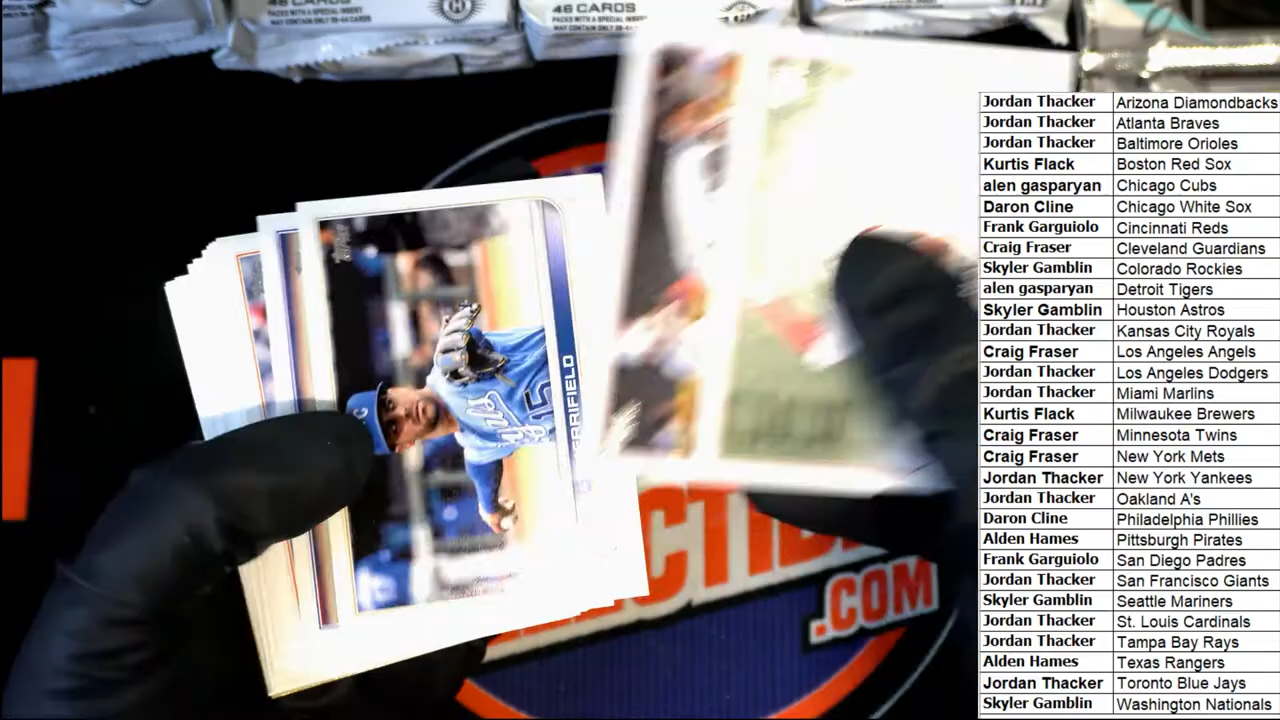 46 CARDS
PACKS WITH A SPECIAL INSERT
MAY CONTAIN ONLY 39-44 CARDS
46 CARDS
PACKS WITH A SPECIAL INSERT
MAY CONTAIN ONLY 39-44
ERRIFIELD
15
.COM
Jordan Thacker Arizona Diamondbacks
Jordan Thacker Atlanta Braves
Jordan Thacker Baltimore Orioles
Kurtis Flack Boston Red Sox
alen gasparyan Chicago Cubs
Daron Cline Chicago White Sox
Frank Garguiolo Cincinnati Reds
Craig Fraser Cleveland Guardians
Skyler Gamblin Colorado Rockles
alen gasparyan Detroit Tigers
Skyler Gamblin Houston Astros
Jordan Thacker Kansas City Royals
Craig Fraser Los Angeles Angels
Jordan Thacker Los Angeles Dodgers
Jordan Thacker Miami Marlins
Kurtis Flack Milwaukee Brewers
Craig Fraser Minnesota Twins
Craig Fraser New York Mets
Jordan Thacker New York Yankees
Jordan Thacker Oakland A's
Daron Cline Philadelphia Phillies
Alden Hames Pittsburgh Pirates
Frank Garguiolo San Diego Padres
Jordan Thacker San Francisco Giants
Skyler Gamblin Seattle Mariners
Jordan Thacker St. Louis Cardinals
Jordan Thacker Tampa Bay Rays
Alden Hames Texas Rangers
Jordan Thacker Toronto Blue Jays
Skyler Gamblin Washington Nationals